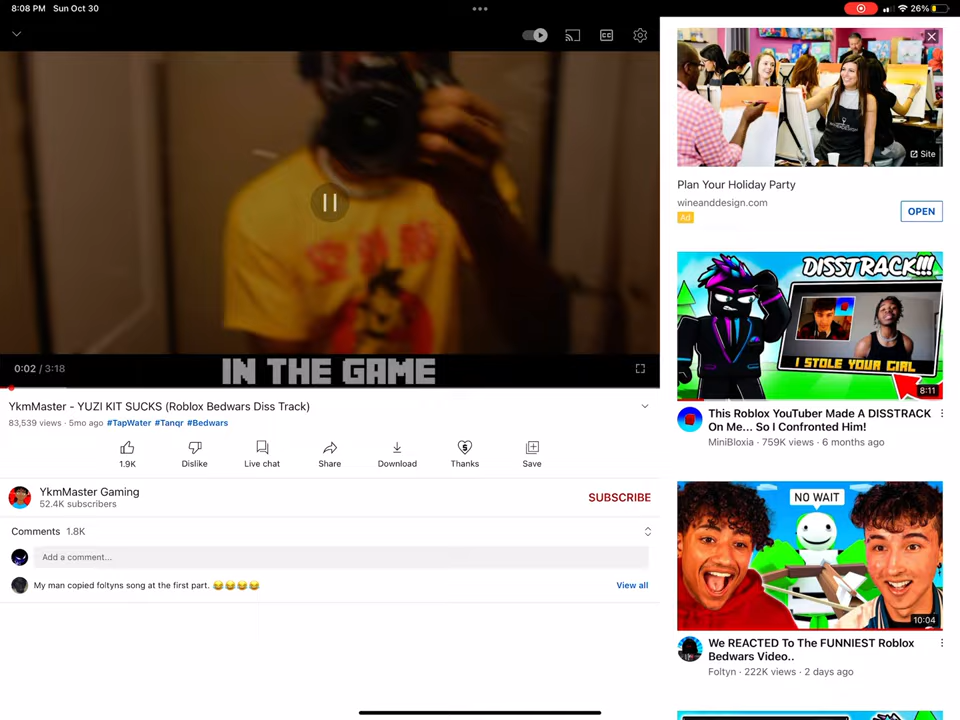 8:08 PM Sun Oct 30
26%
CC
IN THE GAME
0:02 / 3:18
YkmMaster - YUZI KIT SUCKS (Roblox Bedwars Diss Track)
83,539 views · 5mo ago #TapWater #Tanqr #Bedwars
1.9K
Dislike
Live chat
Share
Download
Thanks
Save
YkmMaster Gaming
52.4K subscribers
SUBSCRIBE
Comments 1.8K
Add a comment...
My man copied foltyns song at the first part. 😂😂😂😂
View all
Site
Plan Your Holiday Party
wineanddesign.com
Ad
OPEN
DISSTRACK!!!
I STOLE YOUR GIRL
8:11
This Roblox YouTuber Made A DISSTRACK
On Me... So I Confronted Him!
MiniBloxia · 759K views · 6 months ago
NO WAIT
10:04
We REACTED To The FUNNIEST Roblox
Bedwars Video..
Foltyn · 222K views · 2 days ago